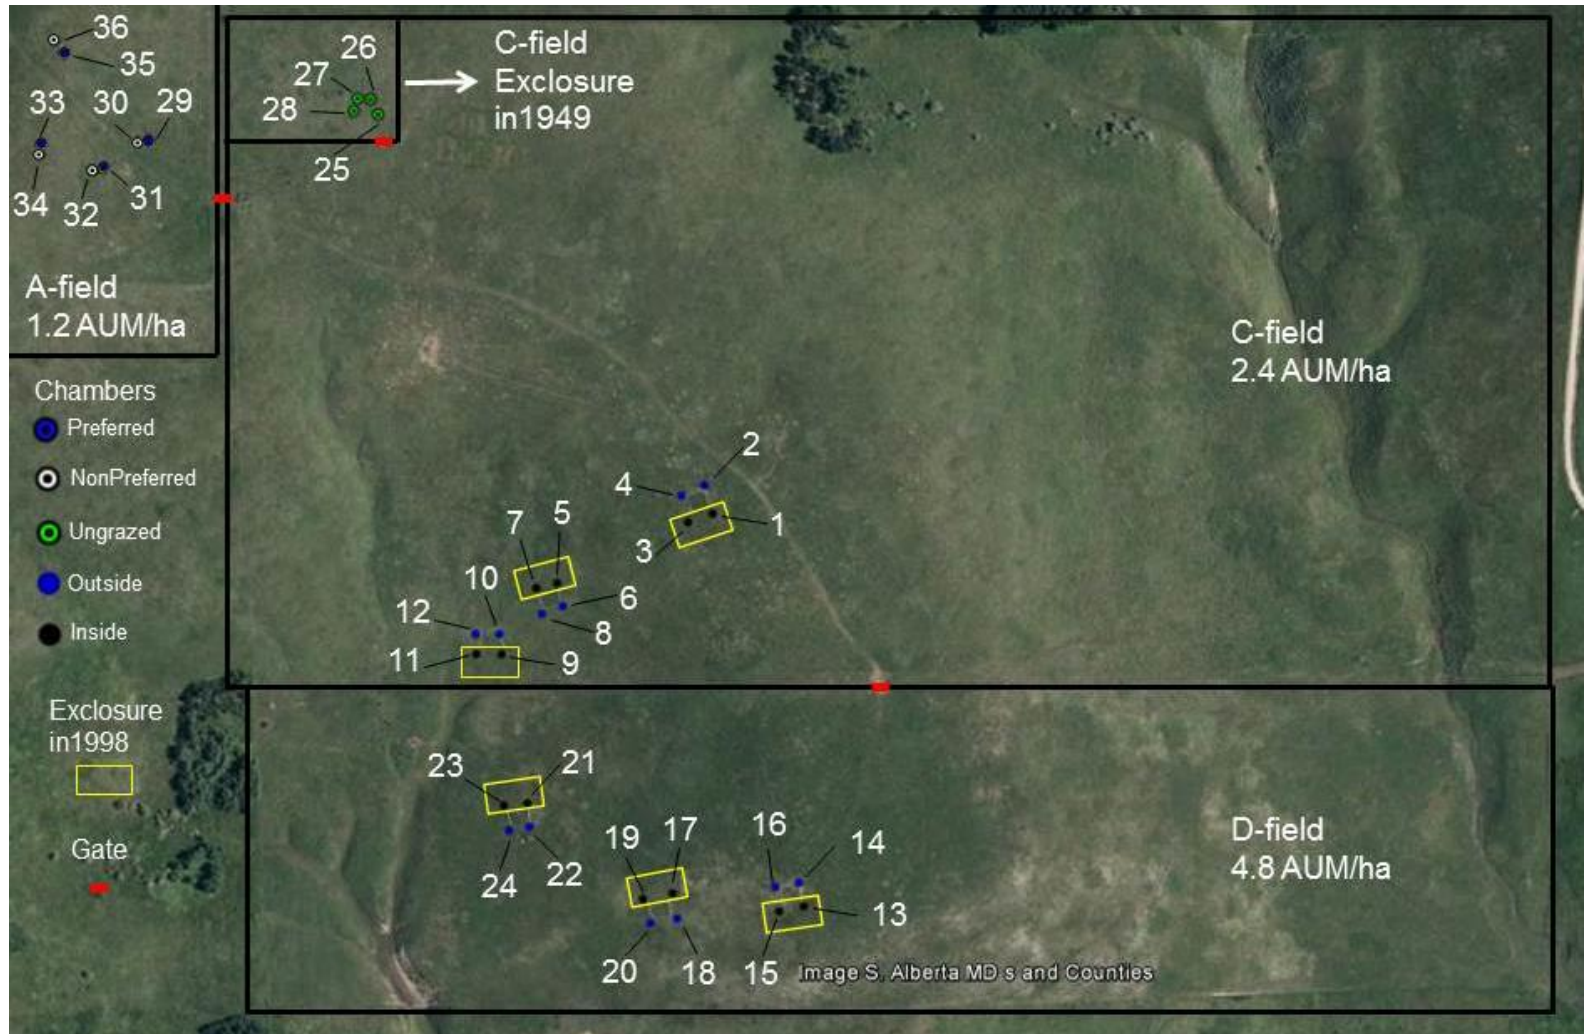 36
35
33
30
29
34
32
31
A-field
1.2 AUM/ha
26
27
28
25
C-field
Exclosure
in1949
C-field
2.4 AUM/ha
Chambers
Preferred
NonPreferred
Ungrazed
Outside
Inside
Exclosure
in1998
Gate
2
4
1
3
7
5
10
6
12
8
11
9
23
21
24
22
19
17
16
14
13
20
18
15
D-field
4.8 AUM/ha
Image S, Alberta MD s and Counties